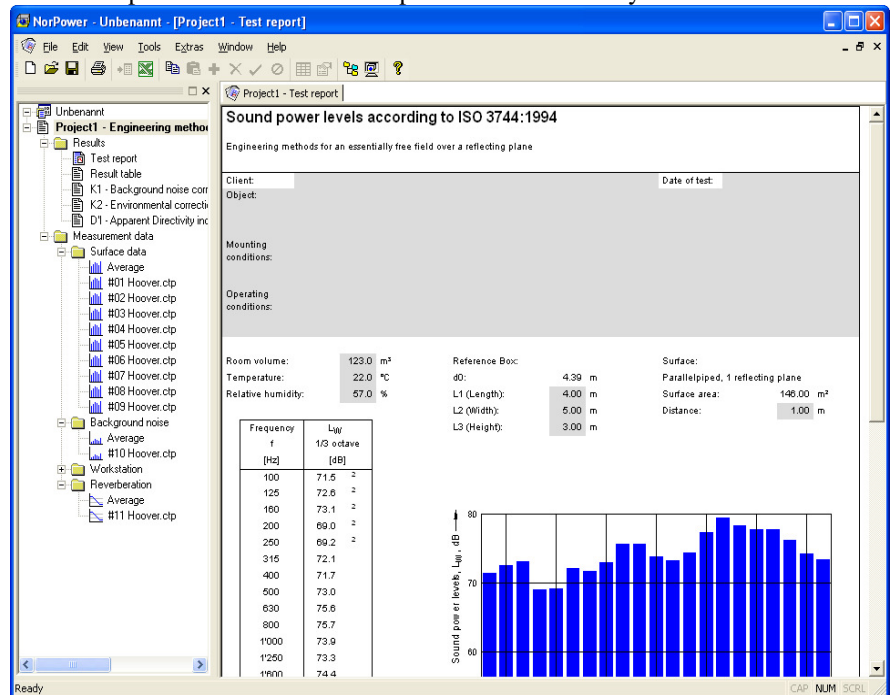 NorPower - Unbenannt - [Project1 - Test report]
File Edit View Tools Extras Window Help
Project1 - Test report
Unbenannt
Project1 - Engineering metho
Results
Test report
Result table
K1 - Background noise corr
K2 - Environmental correcti
D'I - Apparent Directivity inc
Measurement data
Surface data
Average
#01 Hoover.ctp
#02 Hoover.ctp
#03 Hoover.ctp
#04 Hoover.ctp
#05 Hoover.ctp
#06 Hoover.ctp
#07 Hoover.ctp
#08 Hoover.ctp
#09 Hoover.ctp
Background noise
Average
#10 Hoover.ctp
Workstation
Reverberation
Average
#11 Hoover.ctp
Sound power levels according to ISO 3744:1994
Engineering methods for an essentially free field over a reflecting plane
Client: Date of test:
Object:
Mounting
conditions:
Operating
conditions:
Room volume: 123.0 m³ Reference Box: Surface:
Temperature: 22.0 °C d0: 4.39 m Parallelpiped, 1 reflecting plane
Relative humidity: 57.0 % L1 (Length): 4.00 m Surface area: 146.00 m²
L2 (Width): 5.00 m Distance: 1.00 m
L3 (Height): 3.00 m
Frequency LW
f 1/3 octave
[Hz] [dB]
100 71.5 2
125 72.6 2
160 73.1 2
200 69.0 2
250 69.2 2
315 72.1
400 71.7
500 73.0
630 75.6
800 75.7
1'000 73.9
1'250 73.3
1'600 74.4
Sound power levels, LW, dB
80
70
60
Ready CAP NUM SCRL